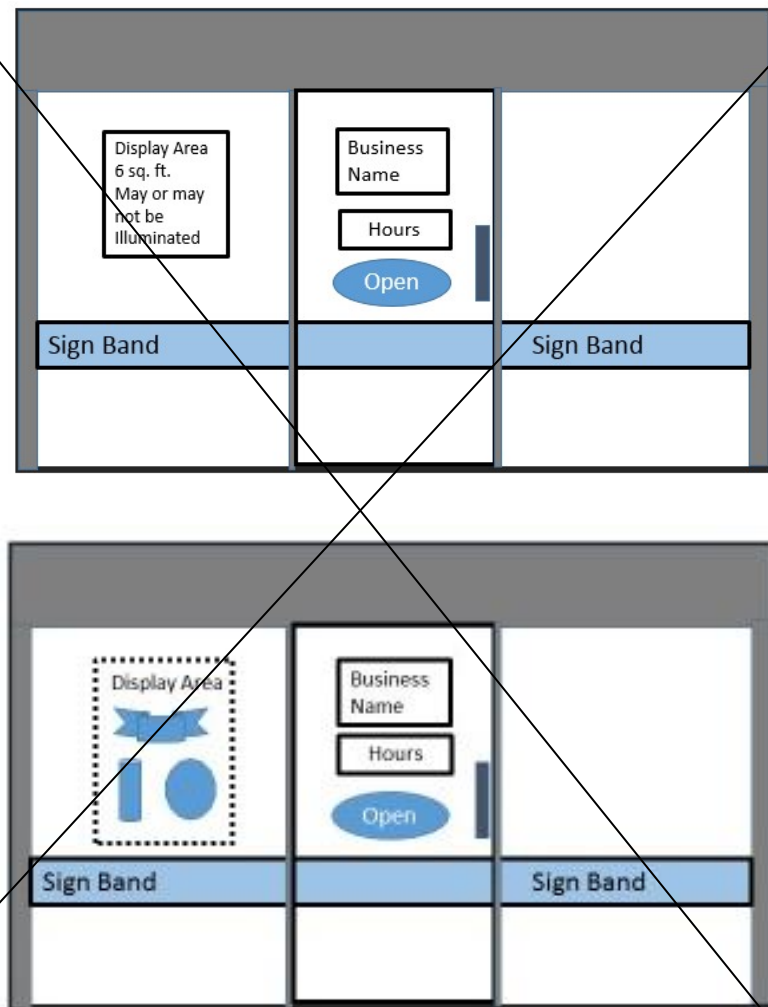 Display Area
6 sq. ft.
May or may
not be
Illuminated
Business
Name
Hours
Open
Sign Band
Sign Band
Display Area
Business
Name
Hours
Open
Sign Band
Sign Band